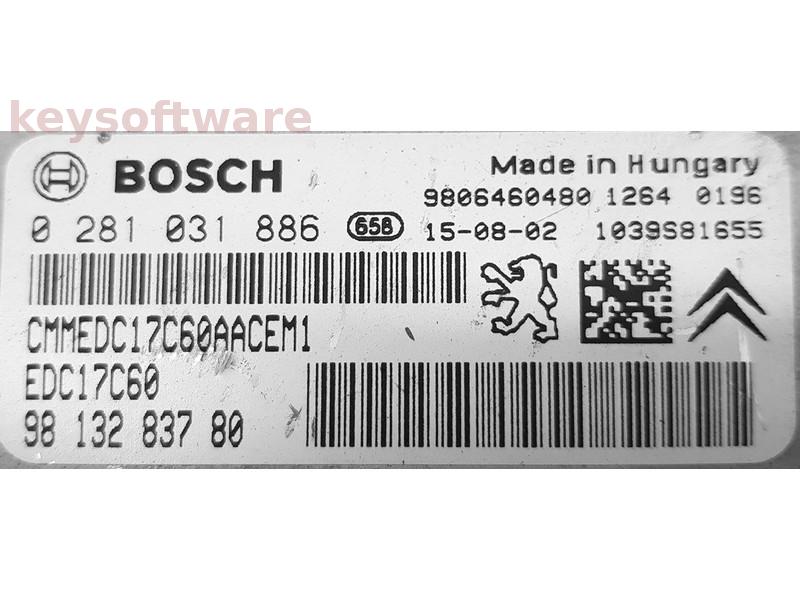 keysoftware
BOSCH
Made in Hungary
9806460480 1264 0196
0 281 031 886 658 15-08-02 1039S81655
CMMEDC17C60AACEM1
EDC17C60
98 132 837 80